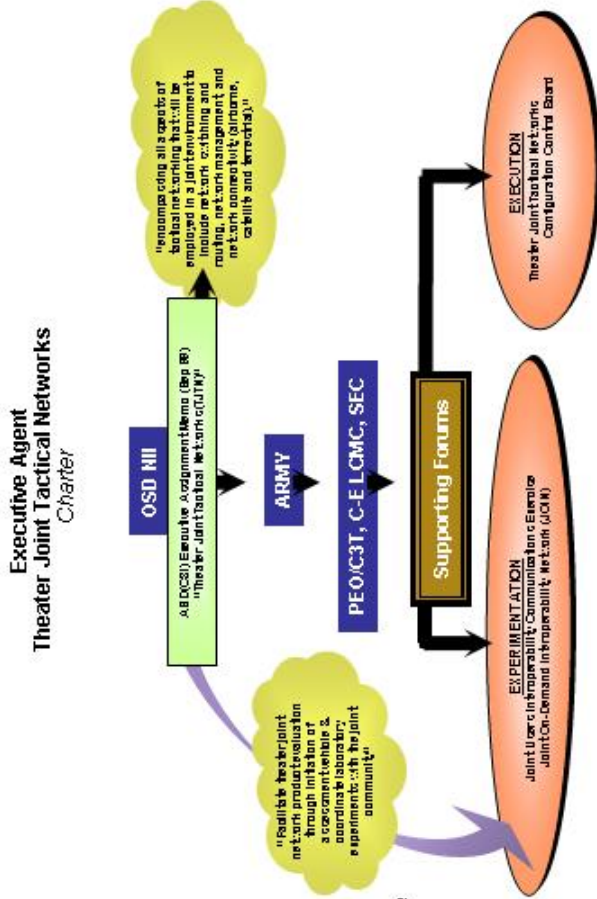 Executive Agent
Theater Joint Tactical Networks
Charter
OSD NII
ASD(C3I) Executive Assignment Memo (Sep 99)
"Theater Joint Tactical Networks (TJTN)"
"encompassing all aspects of
tactical networking that will be
employed in a joint environment to
include network switching and
routing, network management, and
network connectivity (airborne,
satellite and terrestrial)."
ARMY
PEO/C3T, C-E LCMC, SEC
"Facilitate theater joint
network product evaluation
through initiation of
assessment vehicle &
coordinate laboratory
experiments with the joint
community"
Supporting Forums
EXPERIMENTATION
Joint Users Interoperability Communications Exercise
Joint On-Demand Interoperability Network (JOIN)
EXECUTION
Theater Joint Tactical Networks
Configuration Control Board